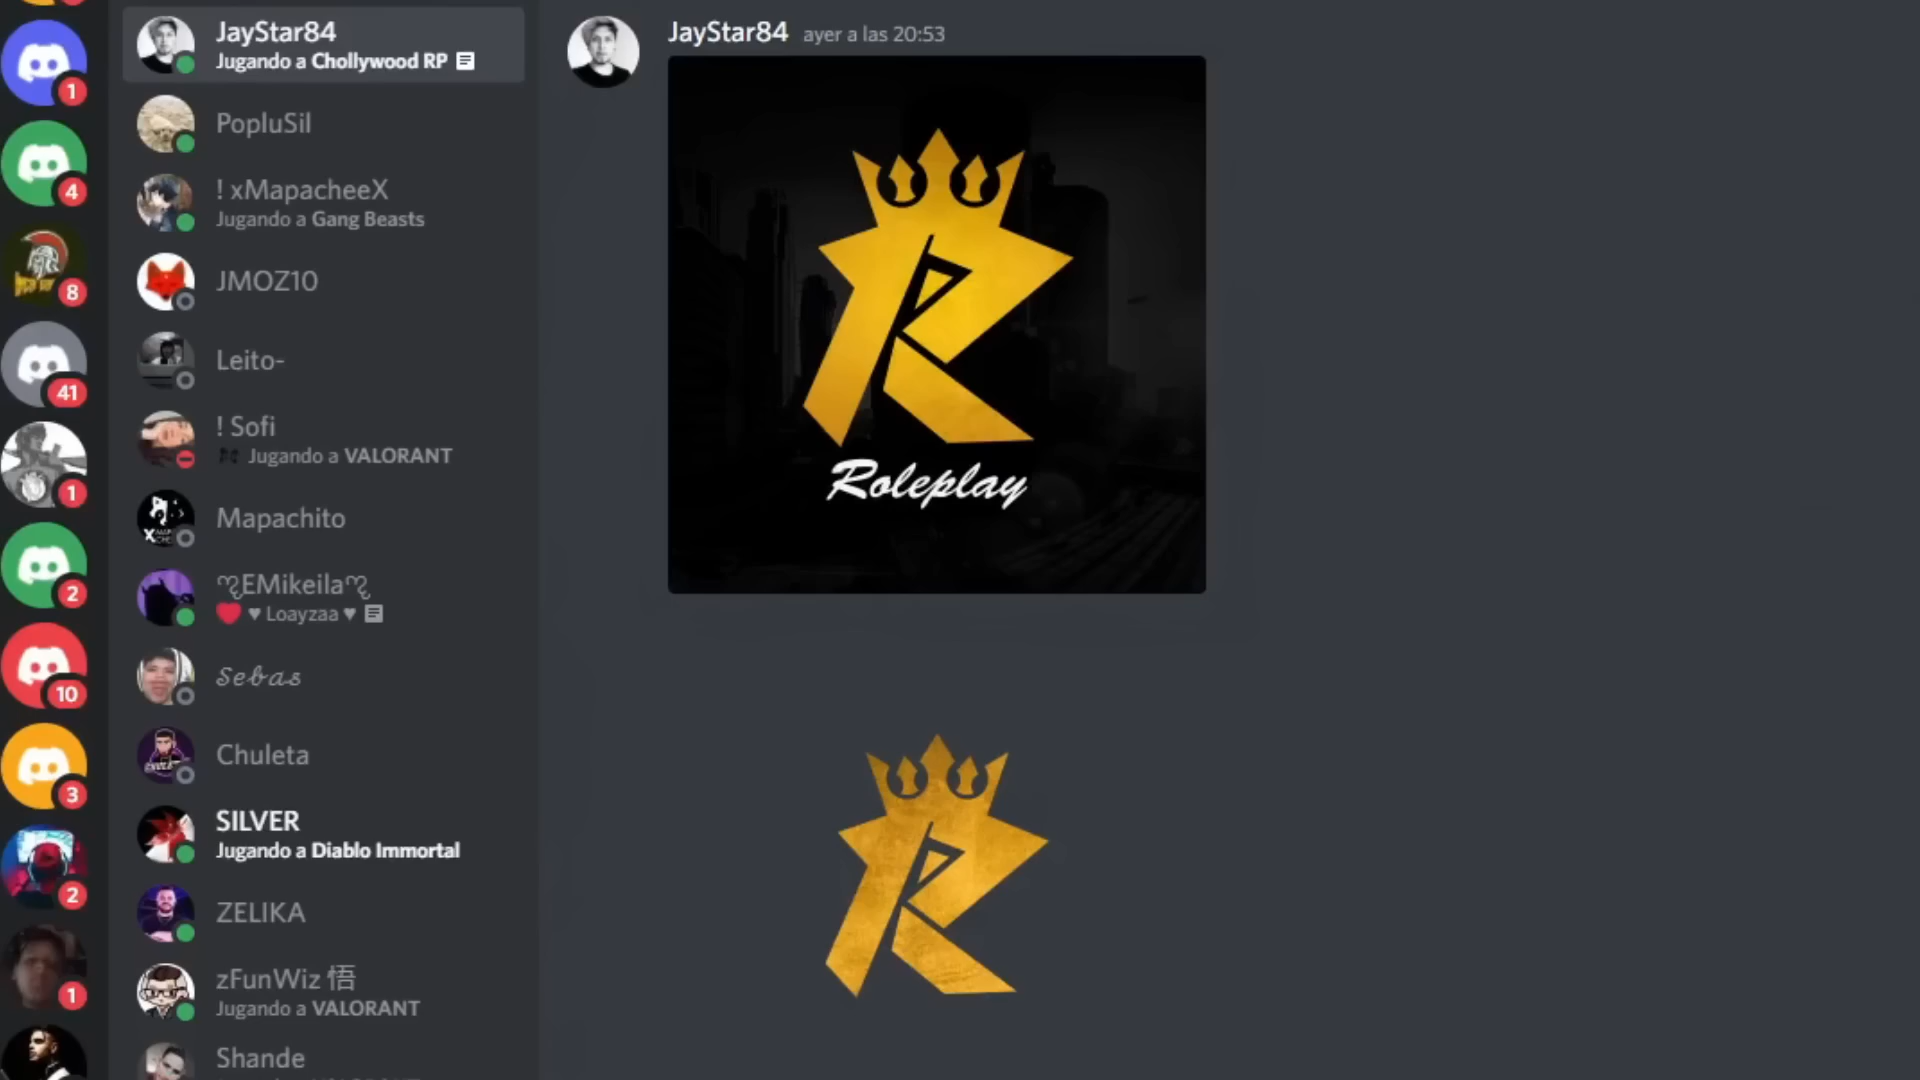 1
4
8
41
1
2
10
3
2
1
JayStar84
Jugando a Chollywood RP
PopluSil
! xMapacheeX
Jugando a Gang Beasts
JMOZ10
Leito-
! Sofi
Jugando a VALORANT
Mapachito
ღEMikeilaღ
♥ Loayzaa ♥
𝓢𝓮𝓫𝓪𝓼
Chuleta
SILVER
Jugando a Diablo Immortal
ZELIKA
zFunWiz 悟
Jugando a VALORANT
Shande
JayStar84 ayer a las 20:53
R
Roleplay
R